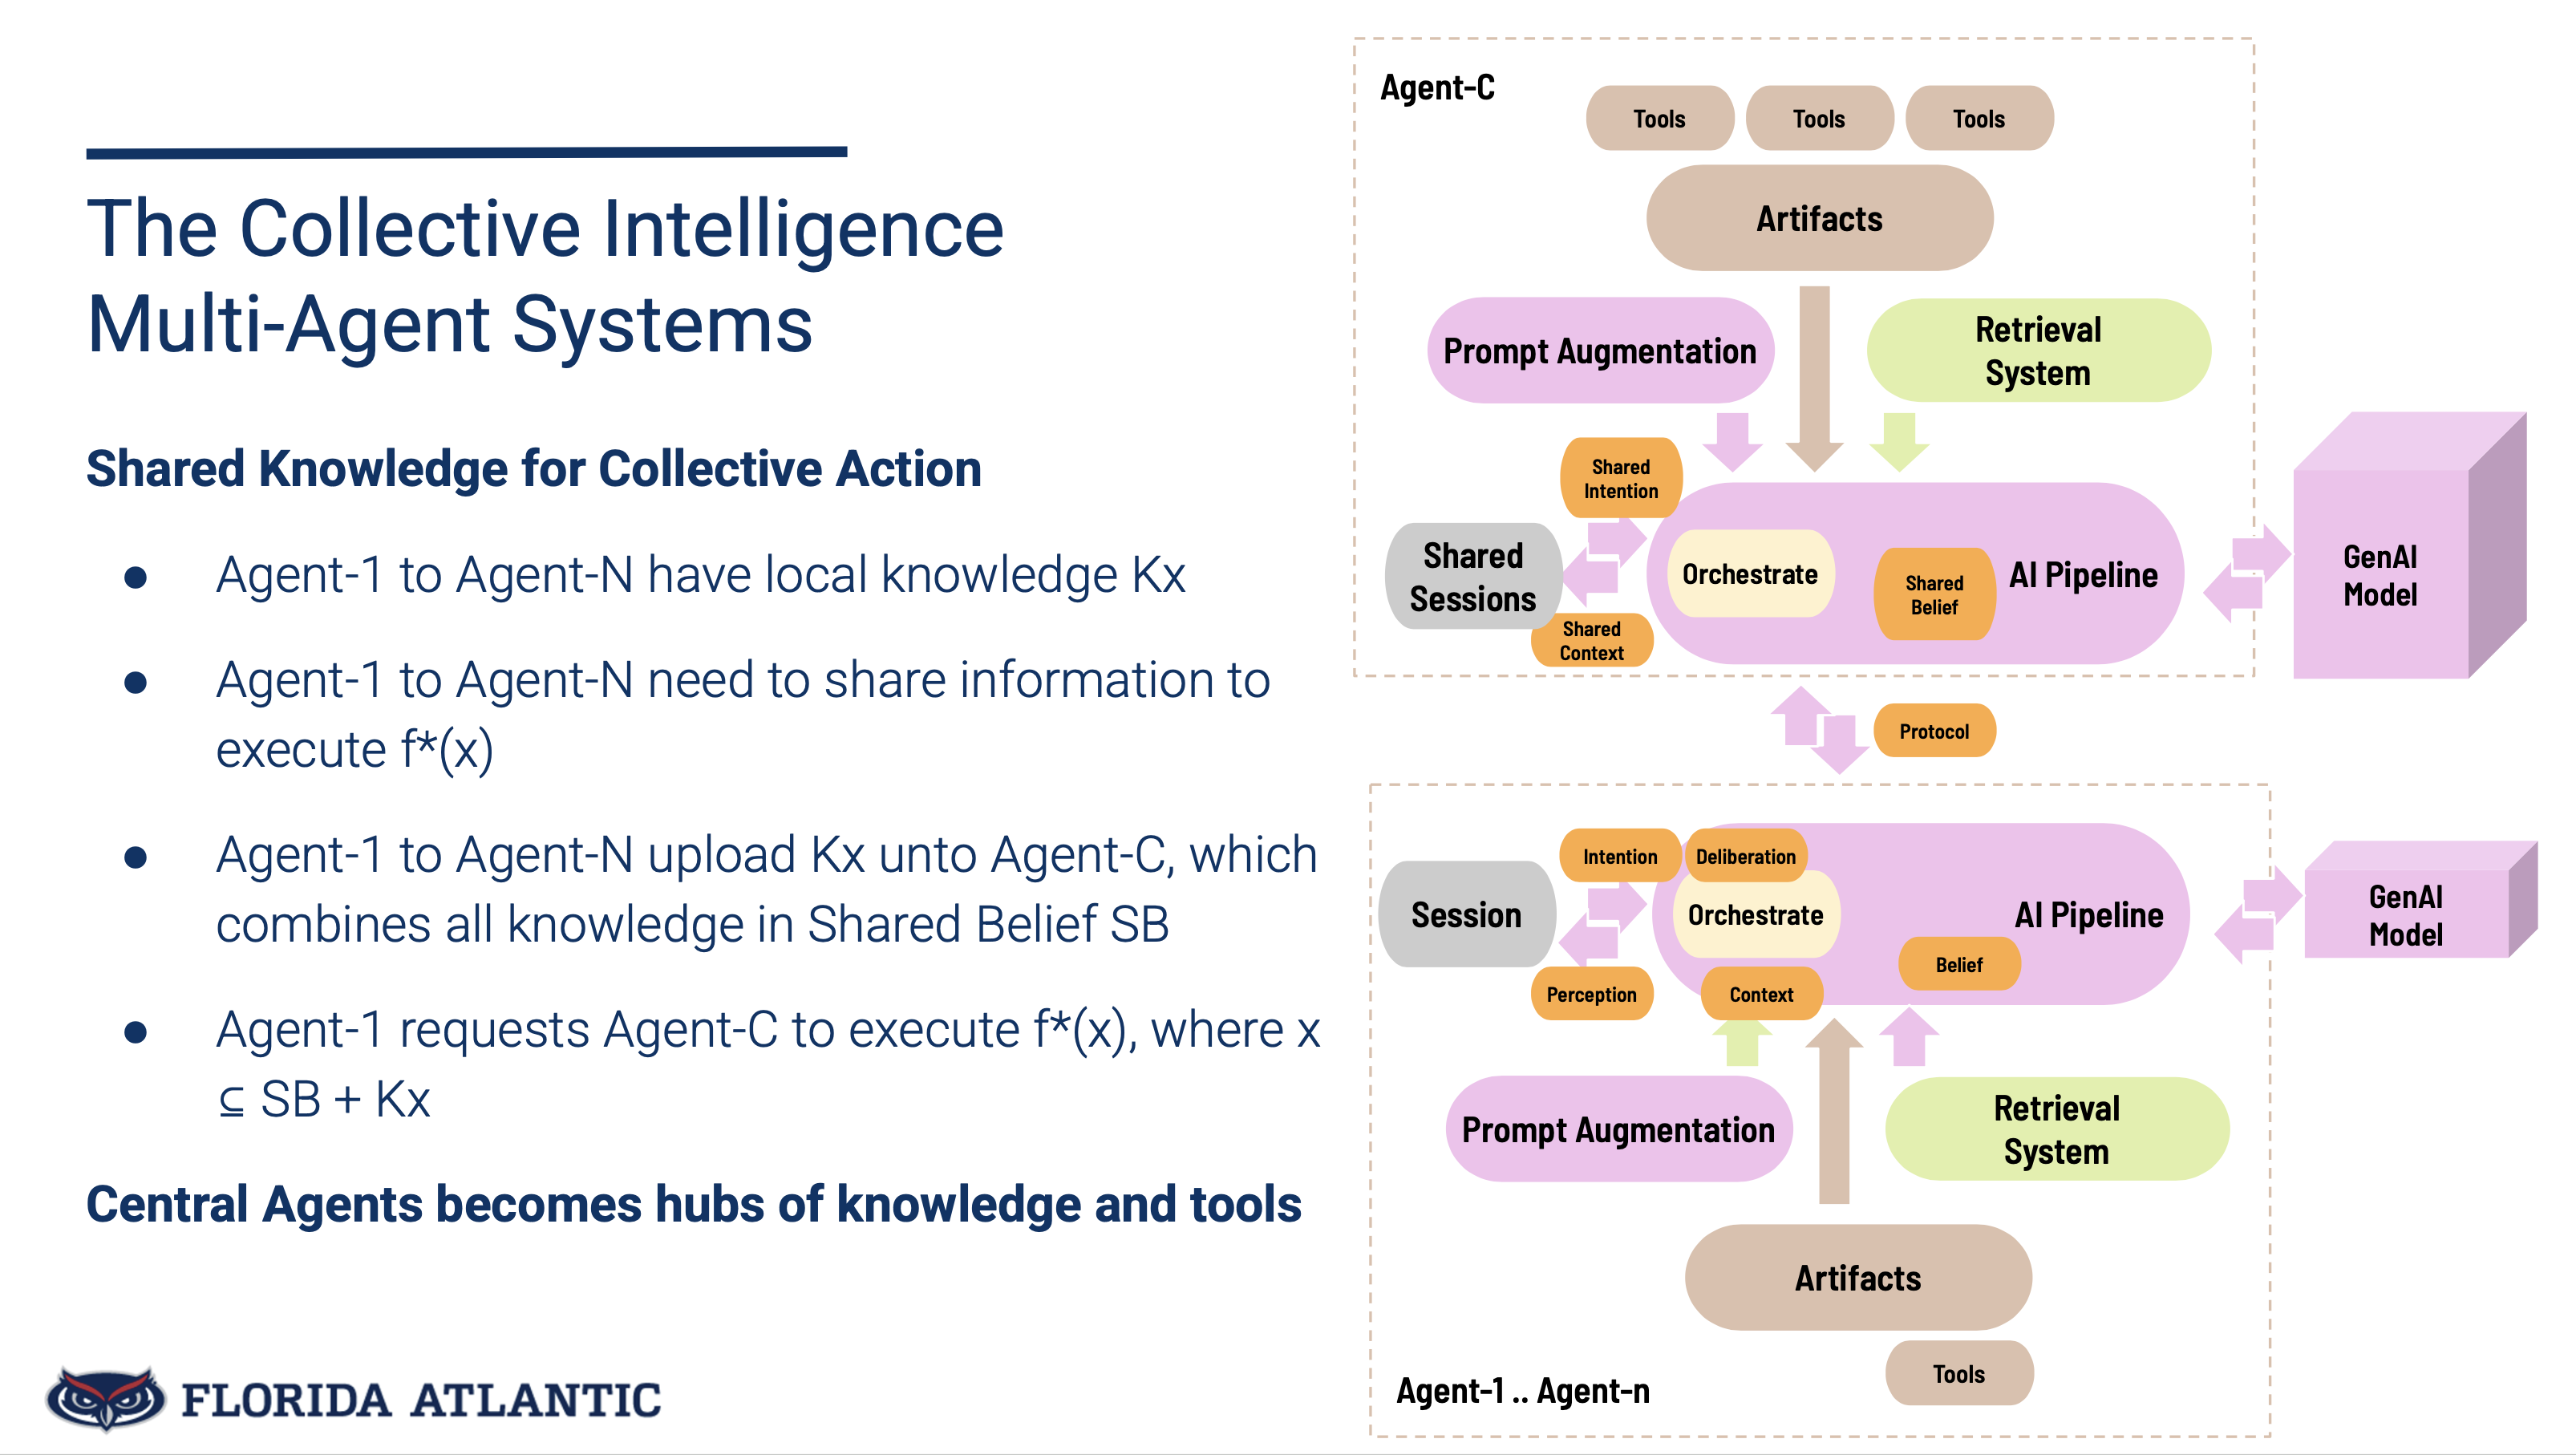 The Collective Intelligence
Multi-Agent Systems
Shared Knowledge for Collective Action
● Agent-1 to Agent-N have local knowledge Kx
● Agent-1 to Agent-N need to share information to
execute f*(x)
● Agent-1 to Agent-N upload Kx unto Agent-C, which
combines all knowledge in Shared Belief SB
● Agent-1 requests Agent-C to execute f*(x), where x
⊆ SB + Kx
Central Agents becomes hubs of knowledge and tools
FLORIDA ATLANTIC
Agent-C
Tools
Tools
Tools
Artifacts
Prompt Augmentation
Retrieval
System
Shared
Intention
Shared
Sessions
Shared
Context
Orchestrate
Shared
Belief
AI Pipeline
GenAI
Model
Protocol
Intention
Deliberation
Session
Orchestrate
AI Pipeline
GenAI
Model
Belief
Perception
Context
Prompt Augmentation
Retrieval
System
Artifacts
Tools
Agent-1 .. Agent-n